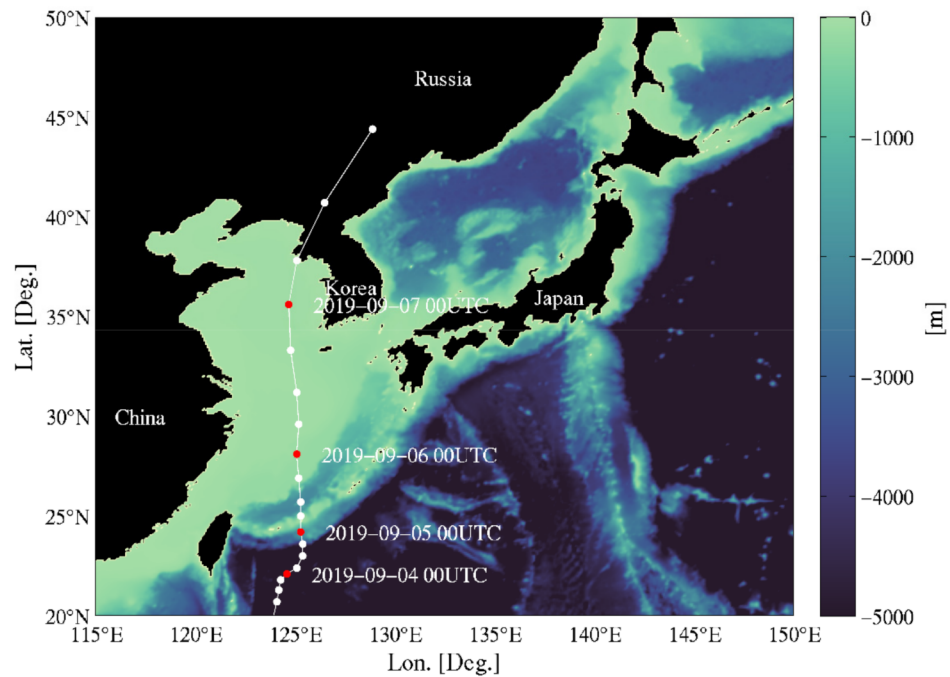 50°N
45°N
40°N
35°N
30°N
25°N
20°N
Lat. [Deg.]
Russia
Korea
2019-09-07 00UTC
Japan
China
2019-09-06 00UTC
2019-09-05 00UTC
2019-09-04 00UTC
115°E 120°E 125°E 130°E 135°E 140°E 145°E 150°E
Lon. [Deg.]
0
-1000
-2000
-3000
-4000
-5000
[m]